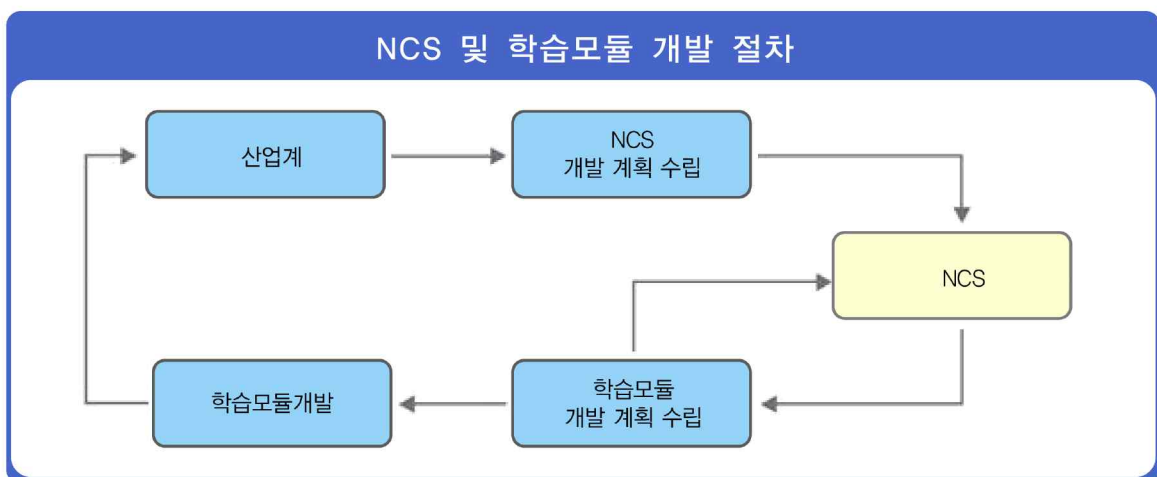 NCS 및 학습모듈 개발 절차
산업계
NCS
개발 계획 수립
NCS
학습모듈개발
학습모듈
개발 계획 수립